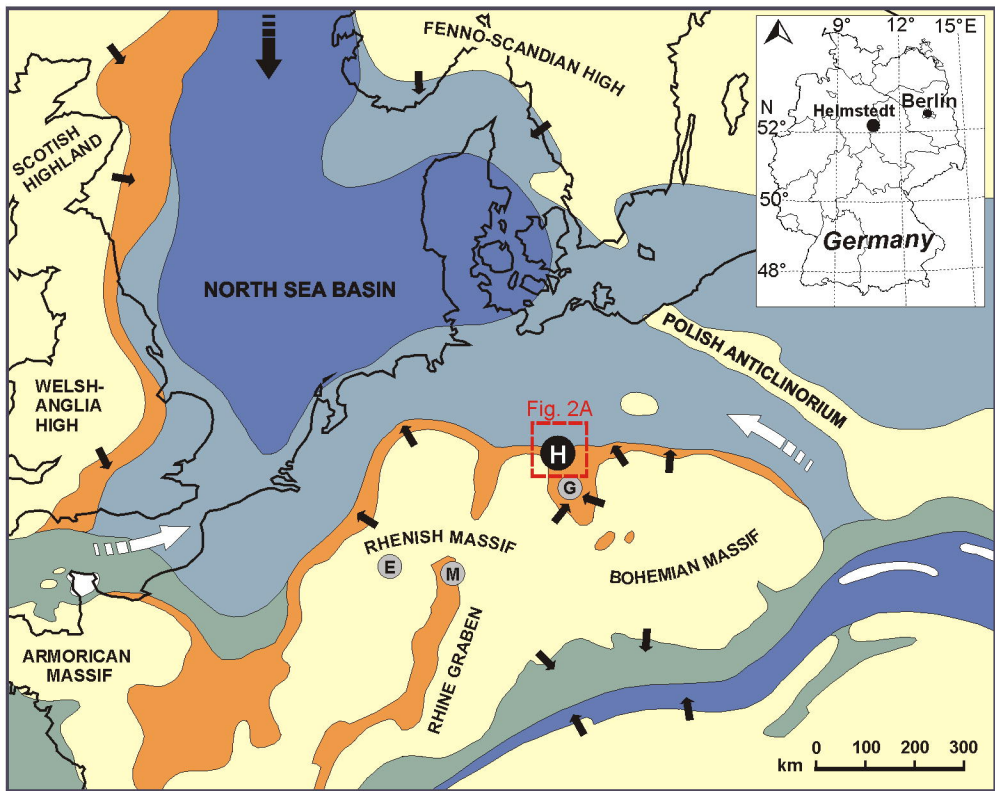 FENNO-SCANDIAN HIGH
SCOTISH
HIGHLAND
NORTH SEA BASIN
WELSH-
ANGLIA
HIGH
POLISH ANTICLINORIUM
Fig. 2A
H
G
RHENISH MASSIF
E
M
BOHEMIAN MASSIF
ARMORICAN
MASSIF
RHINE GRABEN
0 100 200 300
km
9° 12° 15°E
N
Helmstedt
Berlin
52°
50°
Germany
48°